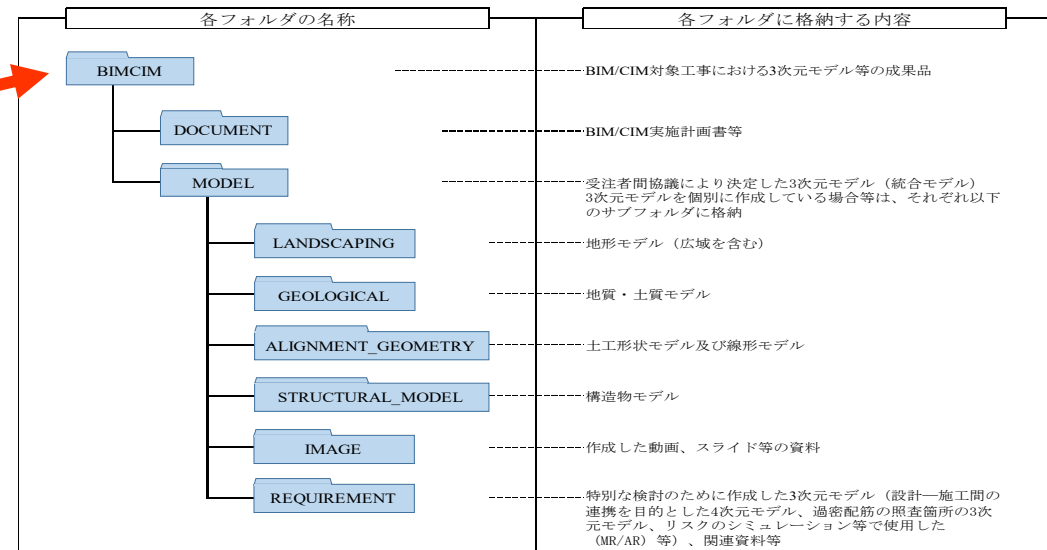 各フォルダの名称
各フォルダに格納する内容
BIMCIM
BIM/CIM対象工事における3次元モデル等の成果品
DOCUMENT
BIM/CIM実施計画書等
MODEL
受注者間協議により決定した3次元モデル（統合モデル）
3次元モデルを個別に作成している場合等は、それぞれ以下
のサブフォルダに格納
LANDSCAPING
地形モデル（広域を含む）
GEOLOGICAL
地質・土質モデル
ALIGNMENT_GEOMETRY
土工形状モデル及び線形モデル
STRUCTURAL_MODEL
構造物モデル
IMAGE
作成した動画、スライド等の資料
REQUIREMENT
特別な検討のために作成した3次元モデル（設計―施工間の
連携を目的とした4次元モデル、過密配筋の照査箇所の3次
元モデル、リスクのシミュレーション等で使用した
（MR/AR）等）、関連資料等